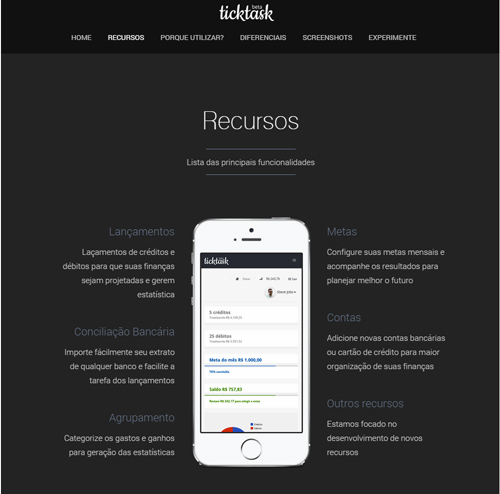 beta
ticktask
HOME RECURSOS PORQUE UTILIZAR? DIFERENCIAIS SCREENSHOTS EXPERIMENTE
Recursos
Lista das principais funcionalidades
Lançamentos
Laçamentos de créditos e
débitos para que suas finanças
sejam projetadas e gerem
estatística
Conciliação Bancária
Importe fácilmente seu extrato
de qualquer banco e facilite a
tarefa dos lançamentos
Agrupamento
Categorize os gastos e ganhos
para geração das estatísticas
ticktask
5 créditos
25 débitos
Meta do mês R$ 1.000,00
Saldo R$ 757,83
Metas
Configure suas metas mensais e
acompanhe os resultados para
planejar melhor o futuro
Contas
Adicione novas contas bancárias
ou cartão de crédito para maior
organização de suas finanças
Outros recursos
Estamos focado no
desenvolvimento de novos
recursos